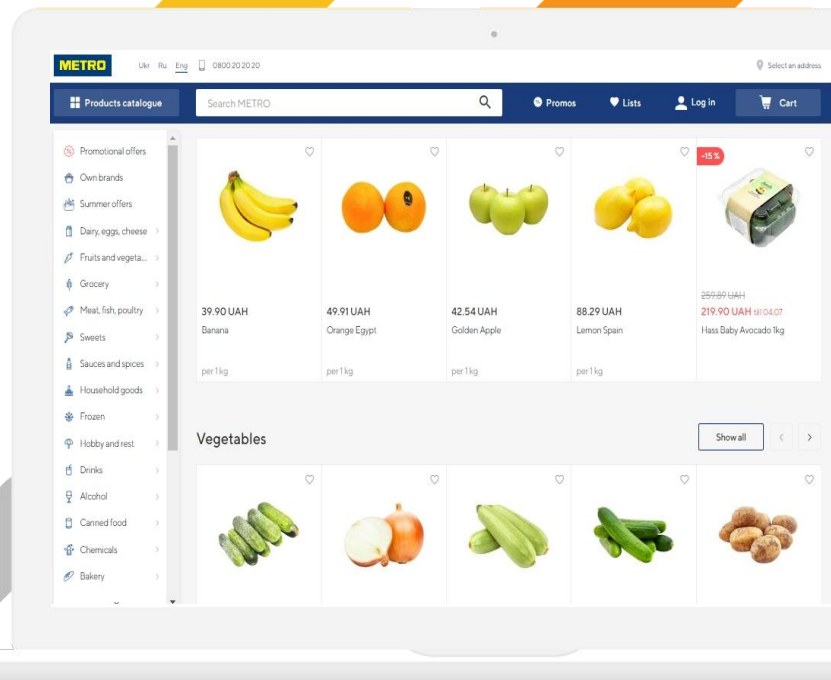 METRO Ukr Ru Eng 0800 20 20 20 Select an address
Products catalogue Search METRO Promos Lists Log in Cart
Promotional offers
Own brands
Summer offers
Dairy, eggs, cheese
Fruits and vegeta...
Grocery
Meat, fish, poultry
Sweets
Sauces and spices
Household goods
Frozen
Hobby and rest
Drinks
Alcohol
Canned food
Chemicals
Bakery
-15 %
259.89 UAH
39.90 UAH 49.91 UAH 42.54 UAH 88.29 UAH 219.90 UAH till 04.07
Banana Orange Egypt Golden Apple Lemon Spain Hass Baby Avocado 1kg
per 1 kg per 1 kg per 1 kg per 1 kg
Vegetables Show all